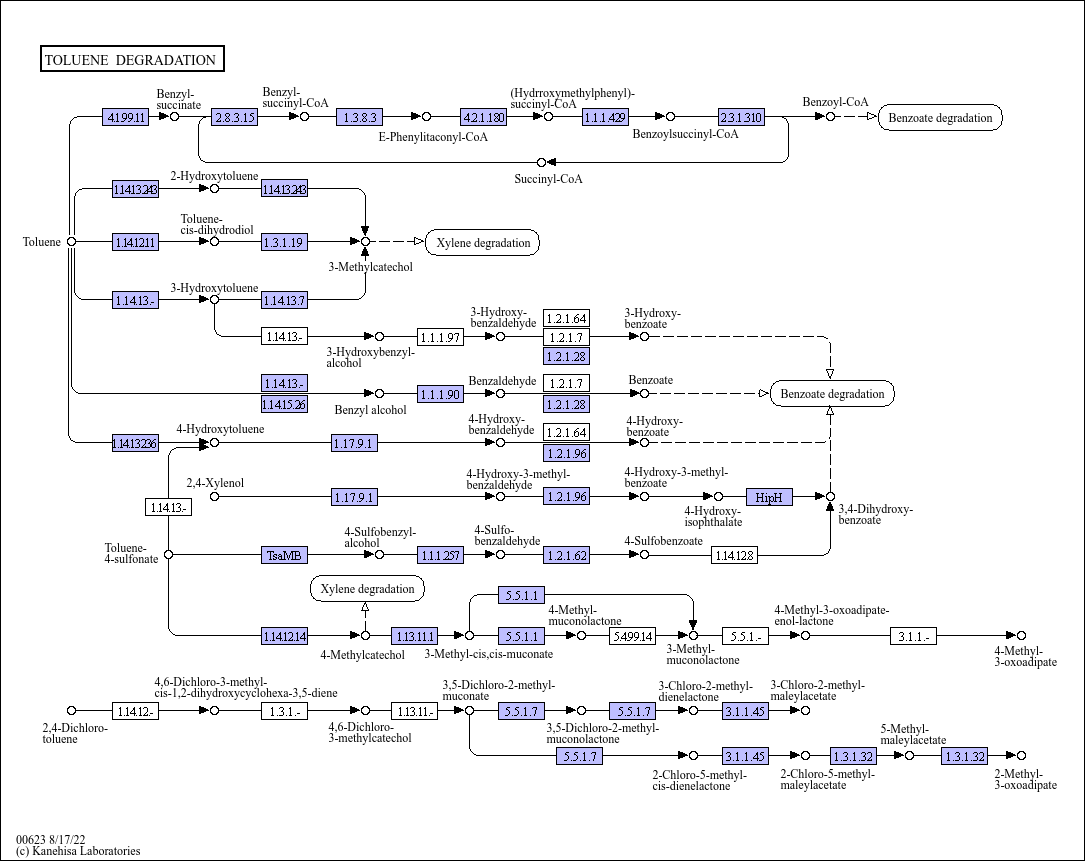 TOLUENE DEGRADATION
Benzyl-
succinate
Benzyl-
succinyl-CoA
(Hydrroxymethylphenyl)-
succinyl-CoA
Benzoyl-CoA
4.1.99.11
2.8.3.15
1.3.8.3
4.2.1.180
1.1.1.429
2.3.1.310
Benzoate degradation
E-Phenylitaconyl-CoA
Benzoylsuccinyl-CoA
Succinyl-CoA
2-Hydroxytoluene
1.14.13.243
1.14.13.243
Toluene-
cis-dihydrodiol
Toluene
1.14.12.11
1.3.1.19
Xylene degradation
3-Methylcatechol
3-Hydroxytoluene
1.14.13.-
1.14.13.7
3-Hydroxy-
benzaldehyde
1.2.1.64
3-Hydroxy-
benzoate
1.14.13.-
1.1.1.97
1.2.1.7
3-Hydroxybenzyl-
alcohol
1.2.1.28
1.14.13.-
Benzaldehyde
1.2.1.7
Benzoate
1.14.15.26
Benzyl alcohol
1.1.1.90
1.2.1.28
Benzoate degradation
4-Hydroxytoluene
4-Hydroxy-
benzaldehyde
1.2.1.64
4-Hydroxy-
benzoate
1.14.13.236
1.17.9.1
1.2.1.96
2,4-Xylenol
4-Hydroxy-3-methyl-
benzaldehyde
4-Hydroxy-3-methyl-
benzoate
1.17.9.1
1.2.1.96
HipH
1.14.13.-
4-Hydroxy-
isophthalate
3,4-Dihydroxy-
benzoate
Toluene-
4-sulfonate
4-Sulfobenzyl-
alcohol
4-Sulfo-
benzaldehyde
4-Sulfobenzoate
TsaMB
1.1.1.257
1.2.1.62
1.14.12.8
Xylene degradation
5.5.1.1
4-Methyl-
muconolactone
4-Methyl-3-oxoadipate-
enol-lactone
1.14.12.14
1.13.11.1
5.5.1.1
5.4.99.14
5.5.1.-
3.1.1.-
4-Methylcatechol
3-Methyl-cis,cis-muconate
3-Methyl-
muconolactone
4-Methyl-
3-oxoadipate
4,6-Dichloro-3-methyl-
cis-1,2-dihydroxycyclohexa-3,5-diene
3,5-Dichloro-2-methyl-
muconate
3-Chloro-2-methyl-
dienelactone
3-Chloro-2-methyl-
maleylacetate
1.14.12.-
1.3.1.-
1.13.11.-
5.5.1.7
5.5.1.7
3.1.1.45
2,4-Dichloro-
toluene
4,6-Dichloro-
3-methylcatechol
3,5-Dichloro-2-methyl-
muconolactone
5-Methyl-
maleylacetate
5.5.1.7
3.1.1.45
1.3.1.32
1.3.1.32
2-Chloro-5-methyl-
cis-dienelactone
2-Chloro-5-methyl-
maleylacetate
2-Methyl-
3-oxoadipate
00623 8/17/22
(c) Kanehisa Laboratories